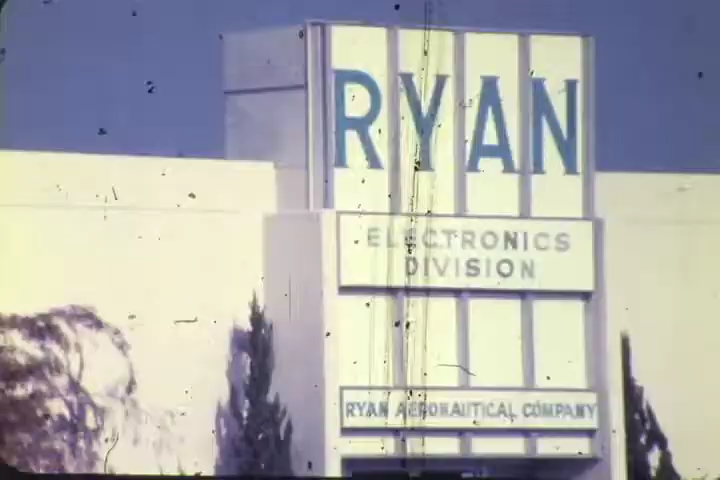 RYAN
ELECTRONICS
DIVISION
RYAN AERONAUTICAL COMPANY